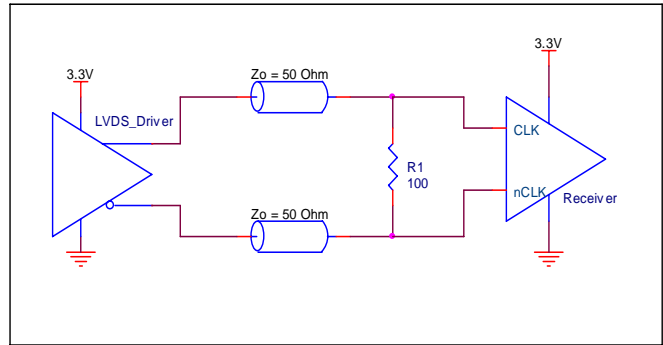 3.3V
LVDS_Driver
Zo = 50 Ohm
3.3V
CLK
R1
100
nCLK
Receiver
Zo = 50 Ohm